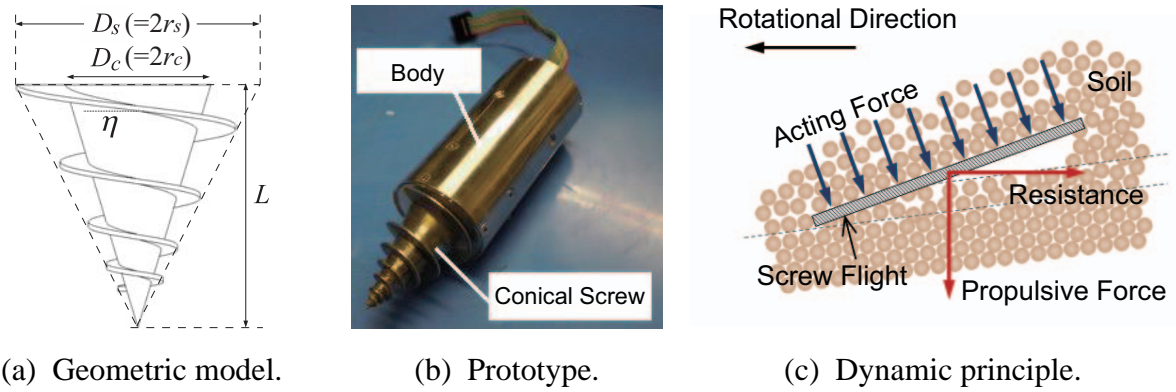 Ds(=2rs)
Dc(=2rc)
η
L
(a) Geometric model.
Body
Conical Screw
(b) Prototype.
Rotational Direction
Acting Force
Soil
Resistance
Screw Flight
Propulsive Force
(c) Dynamic principle.